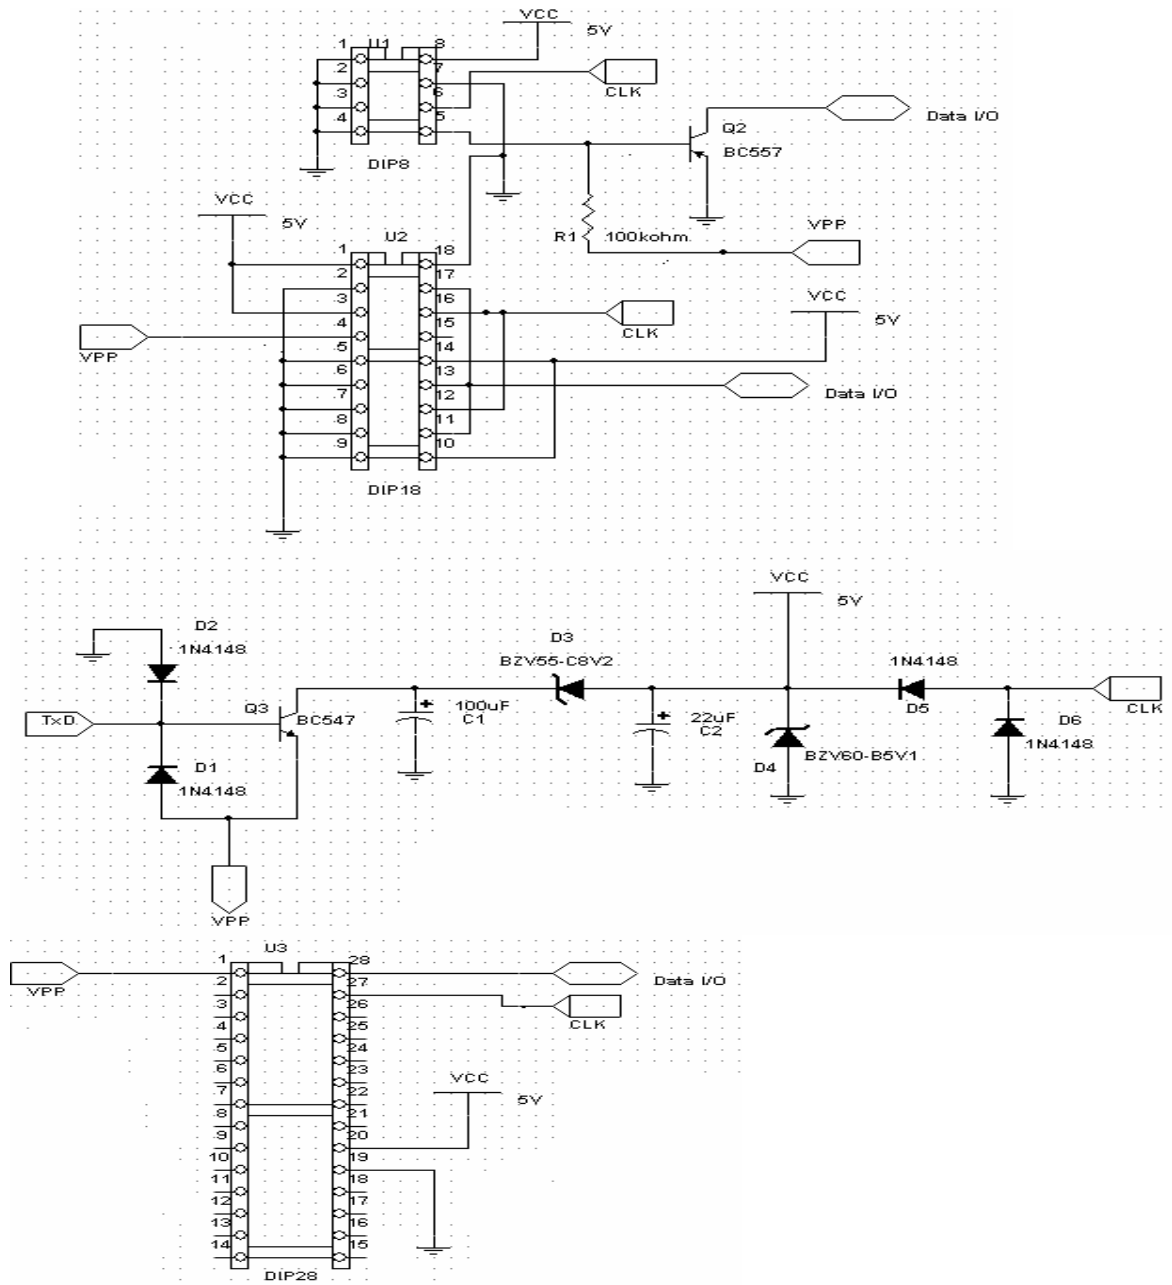 VCC
5V
1 U1 8
2 7
3 6
4 5
DIP8
CLK
Q2
BC557
Data I/O
R1 100kohm
VPP
VCC
5V
U2
1 18
2 17
3 16
4 15
5 14
6 13
7 12
8 11
9 10
DIP18
VPP
CLK
VCC
5V
Data I/O
VCC
5V
D2
1N4148
TxD
Q3
BC547
D1
1N4148
VPP
100uF
C1
D3
BZV55-C8V2
22uF
C2
D4
BZV60-B5V1
1N4148
D5
D6
1N4148
CLK
U3
1 28
2 27
3 26
4 25
5 24
6 23
7 22
8 21
9 20
10 19
11 18
12 17
13 16
14 15
DIP28
VPP
Data I/O
CLK
VCC
5V